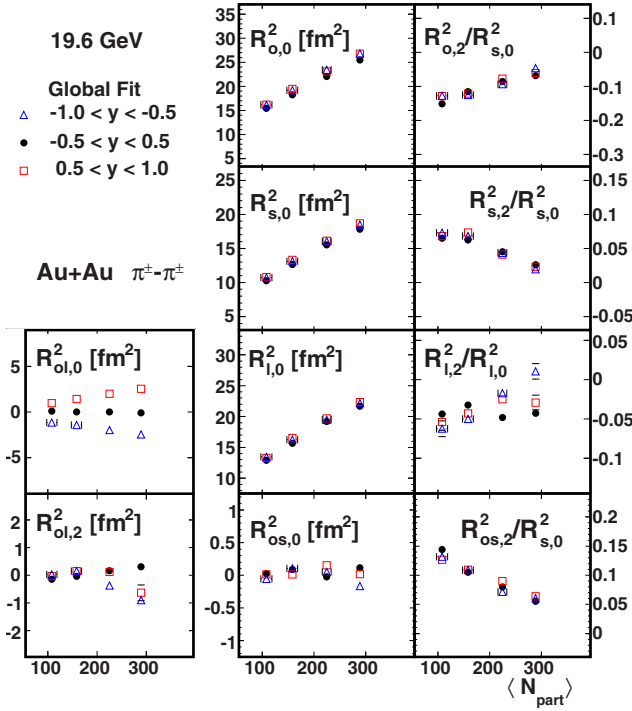 19.6 GeV
Global Fit
-1.0 < y < -0.5
-0.5 < y < 0.5
0.5 < y < 1.0
Au+Au π±-π±
R²o,0 [fm²]
35
30
25
20
15
10
5
R²o,2/R²s,0
0.1
0
-0.1
-0.2
-0.3
R²s,0 [fm²]
25
20
15
10
5
R²s,2/R²s,0
0.15
0.1
0.05
0
-0.05
R²ol,0 [fm²]
5
0
-5
R²l,0 [fm²]
30
25
20
15
10
R²l,2/R²l,0
0.05
0
-0.05
-0.1
R²ol,2 [fm²]
2
1
0
-1
-2
R²os,0 [fm²]
1
0.5
0
-0.5
-1
R²os,2/R²s,0
0.2
0.15
0.1
0.05
0
100 200 300
100 200 300
100 200 300
⟨ Npart ⟩